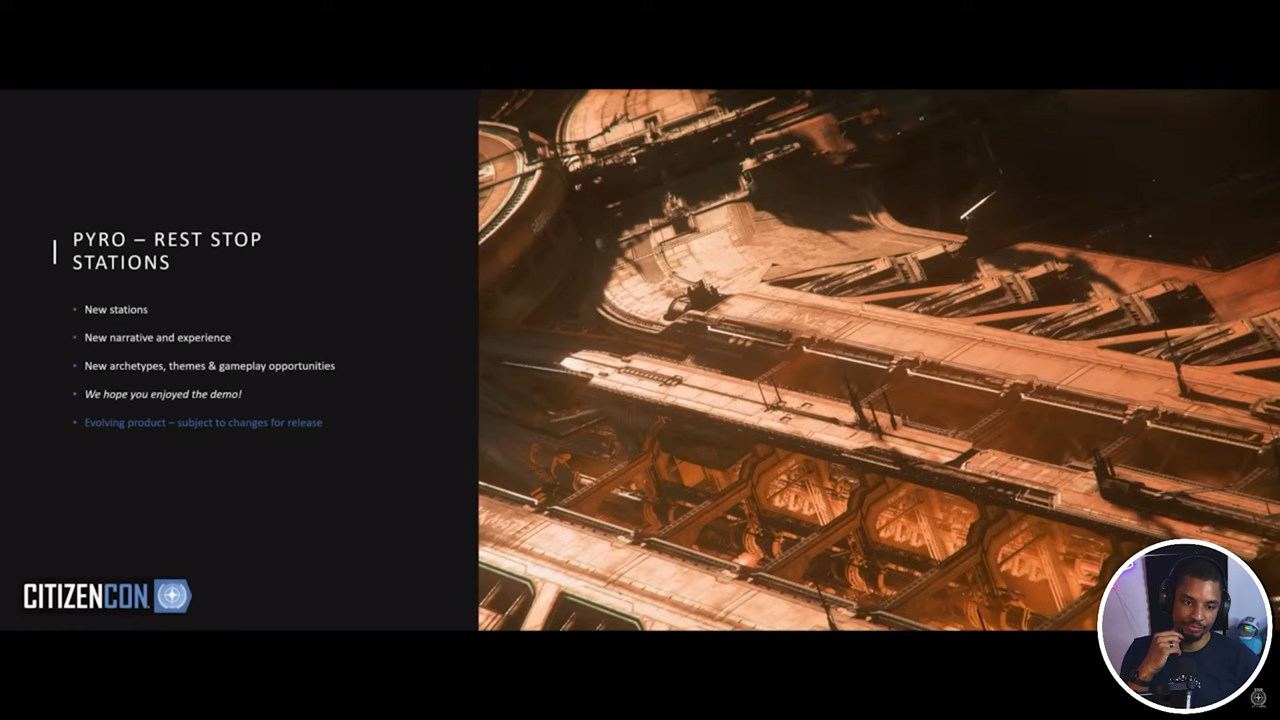 PYRO – REST STOP
STATIONS
New stations
New narrative and experience
New archetypes, themes & gameplay opportunities
We hope you enjoyed the demo!
Evolving product – subject to changes for release
CITIZENCON